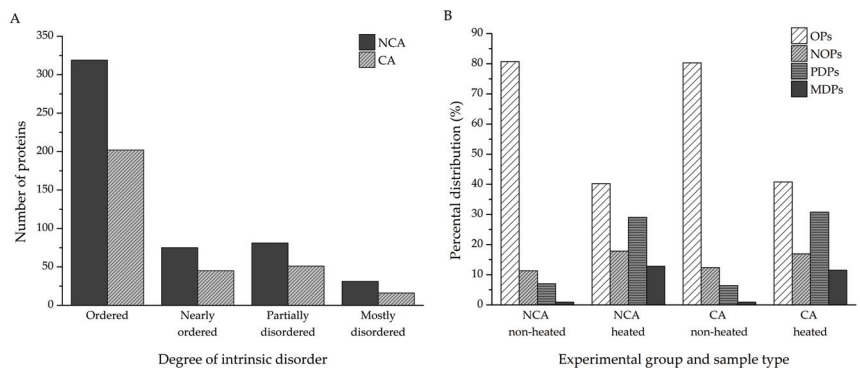 A
350
300
250
200
150
100
50
0
Number of proteins
NCA
CA
Ordered
Nearly
ordered
Partially
disordered
Mostly
disordered
Degree of intrinsic disorder
B
90
80
70
60
50
40
30
20
10
0
Percental distribution (%)
OPs
NOPs
PDPs
MDPs
NCA
non-heated
NCA
heated
CA
non-heated
CA
heated
Experimental group and sample type